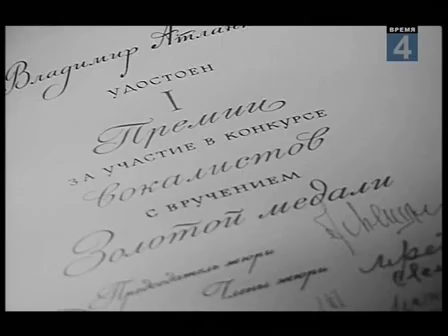 ВРЕМЯ
4
Владимир Атлан
УДОСТОЕН
I
Премии
ЗА УЧАСТИЕ В КОНКУРСЕ
вокалистов
С ВРУЧЕНИЕМ
Золотой медали
Председатель жюри
Члены жюри